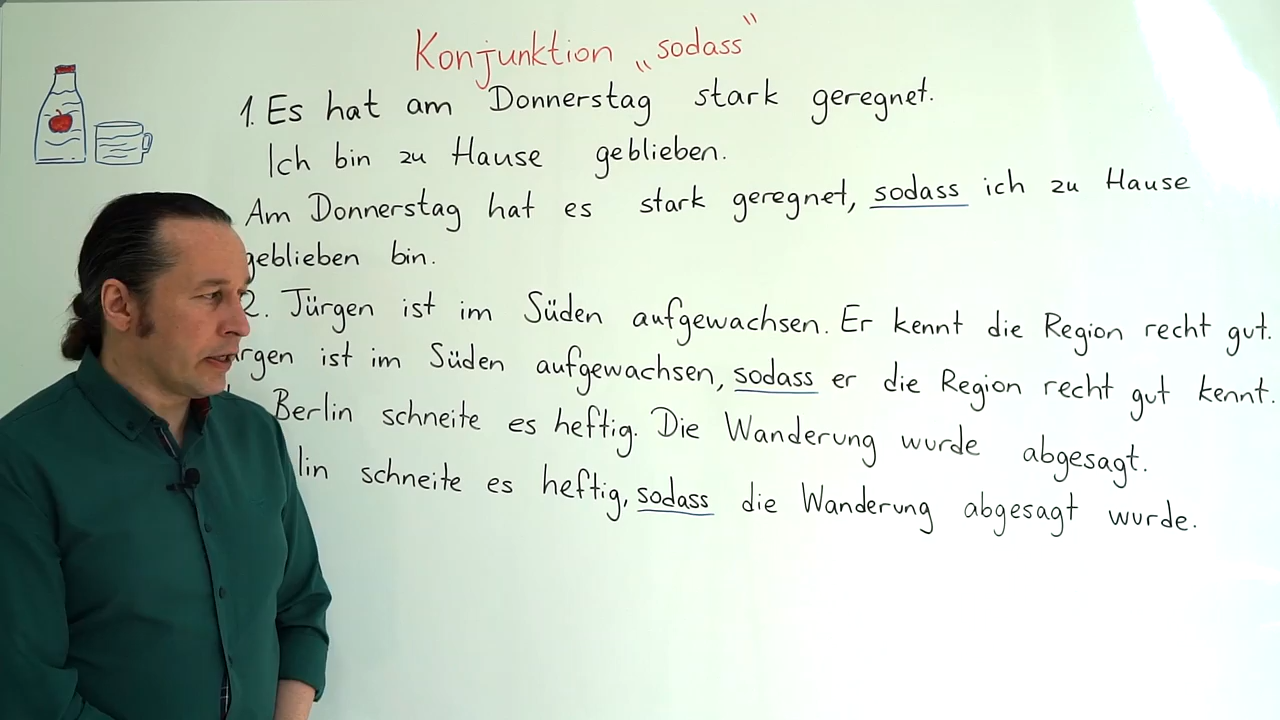 Konjunktion „sodass“
1. Es hat am Donnerstag stark geregnet.
Ich bin zu Hause geblieben.
Am Donnerstag hat es stark geregnet, sodass ich zu Hause
geblieben bin.
2. Jürgen ist im Süden aufgewachsen. Er kennt die Region recht gut.
rgen ist im Süden aufgewachsen, sodass er die Region recht gut kennt.
Berlin schneite es heftig. Die Wanderung wurde abgesagt.
lin schneite es heftig, sodass die Wanderung abgesagt wurde.